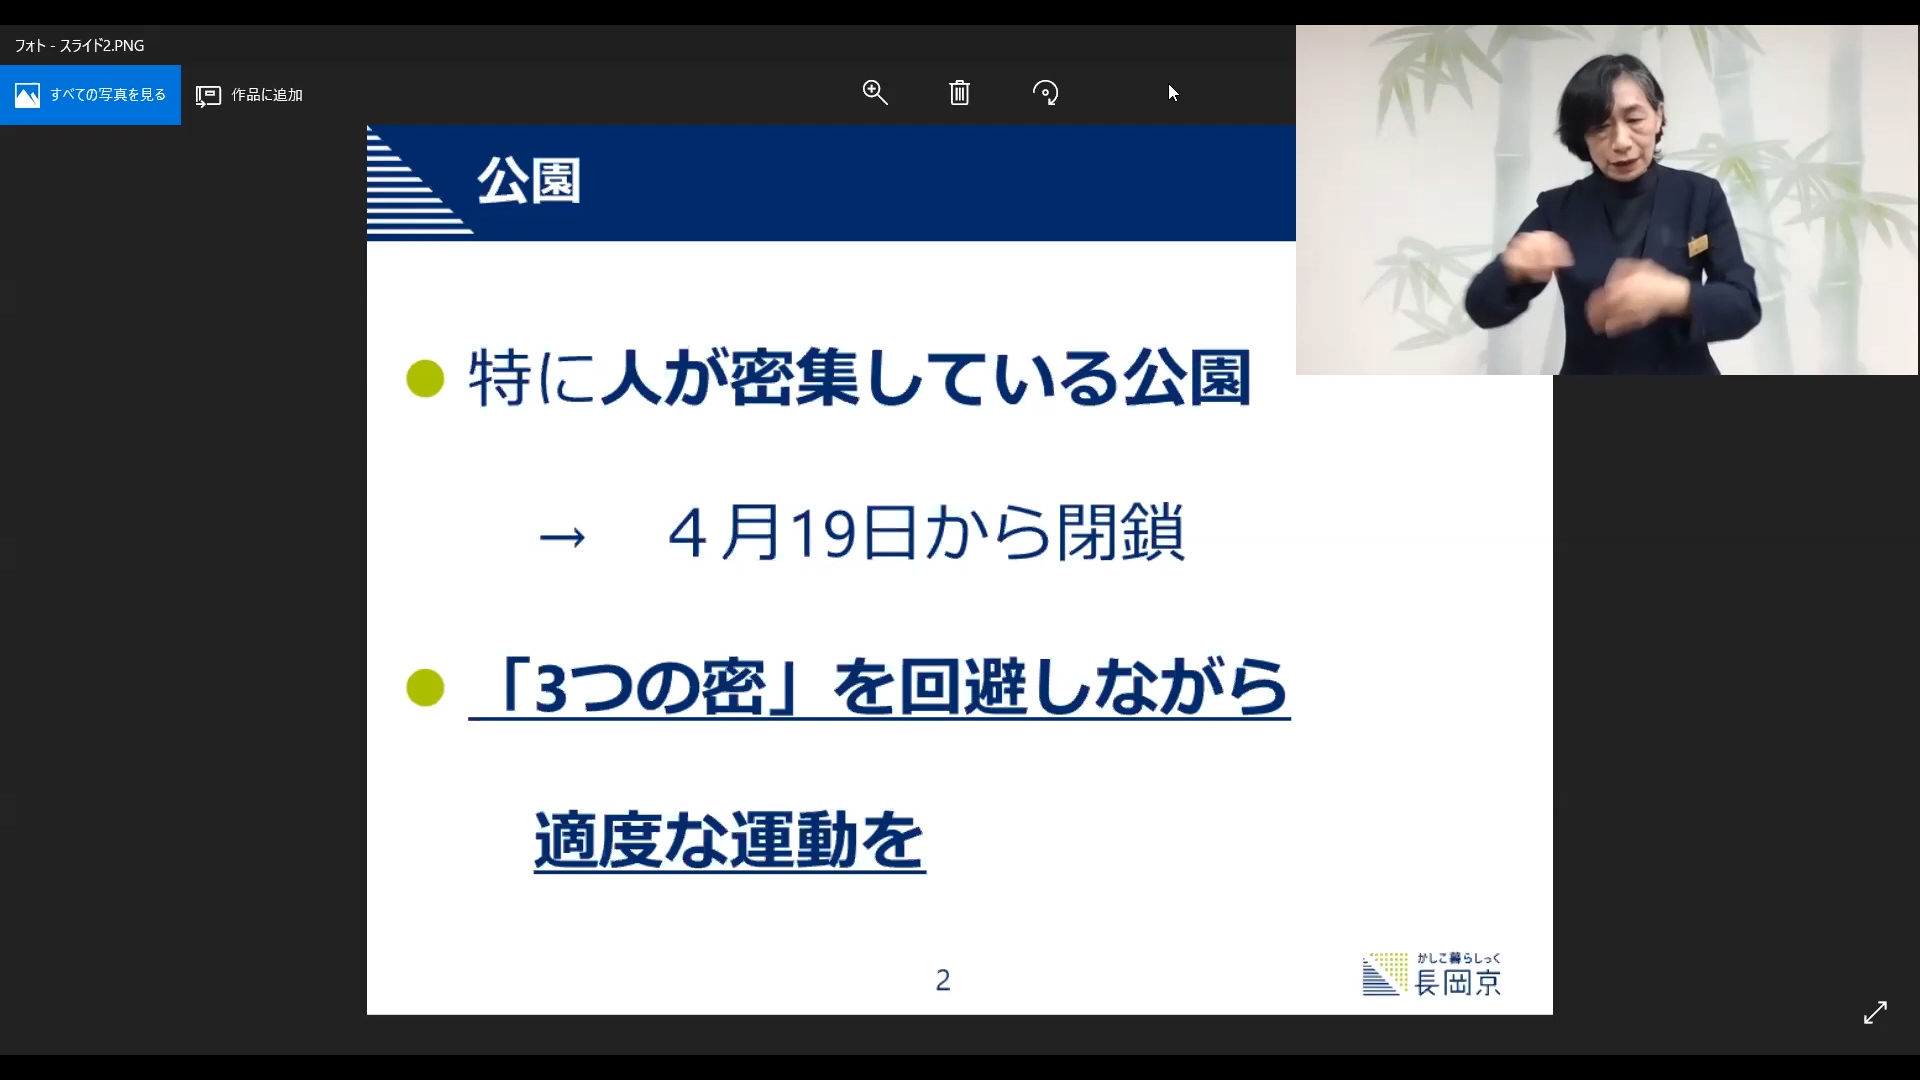 フォト - スライド2.PNG
すべての写真を見る
作品に追加
公園
特に人が密集している公園
→　４月19日から閉鎖
「3つの密」を回避しながら
適度な運動を
2
かしこ暮らしっく
長岡京